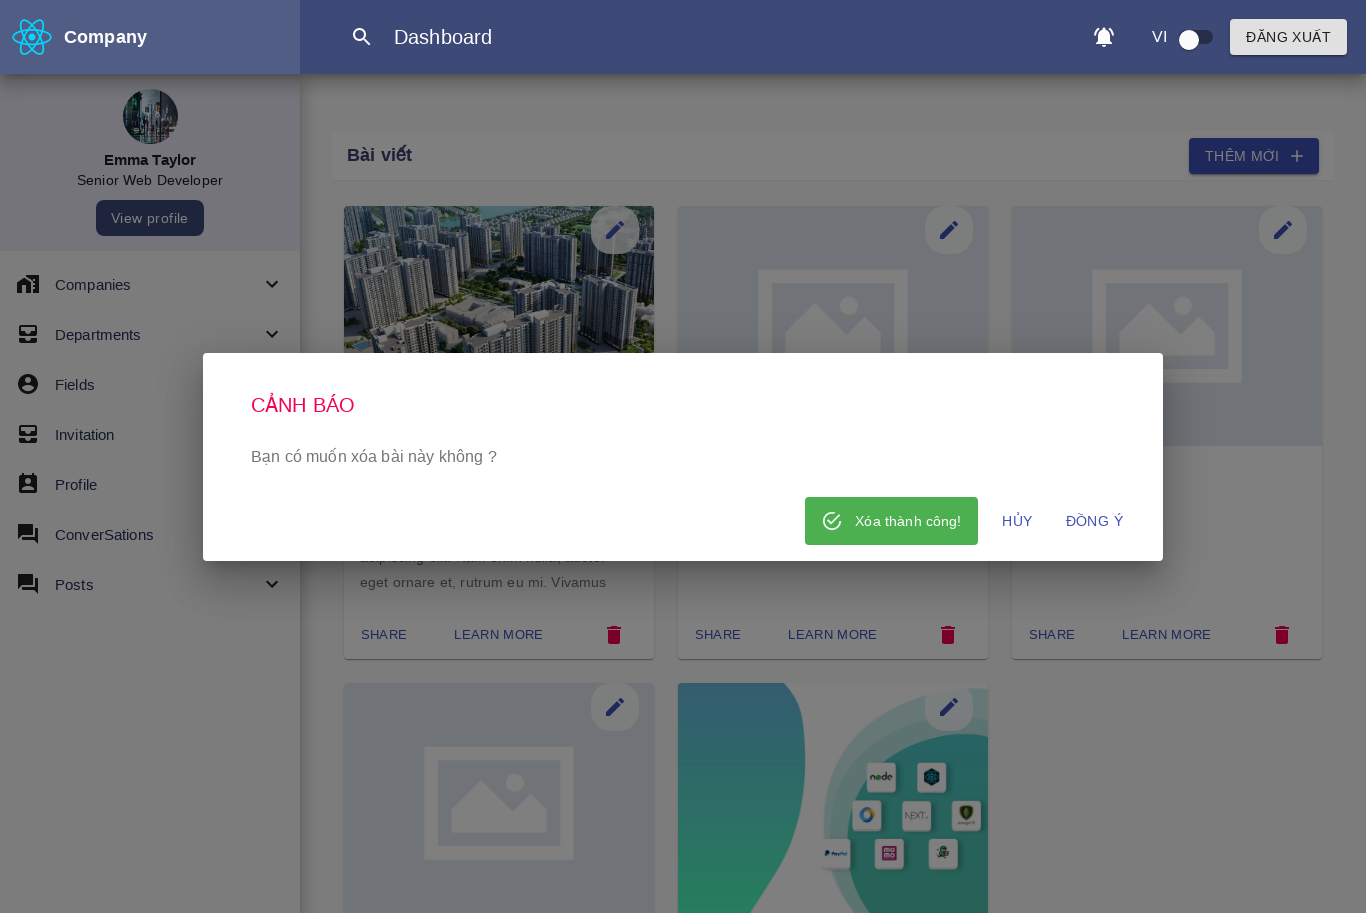 Company
Dashboard
VI
ĐĂNG XUẤT
Emma Taylor
Senior Web Developer
View profile
Companies
Departments
Fields
Invitation
Profile
ConverSations
Posts
Bài viết
THÊM MỚI
CẢNH BÁO
Bạn có muốn xóa bài này không ?
Xóa thành công!
HỦY
ĐỒNG Ý
eget ornare et, rutrum eu mi. Vivamus
SHARE
LEARN MORE
SHARE
LEARN MORE
SHARE
LEARN MORE
node
NEXT
PayPal